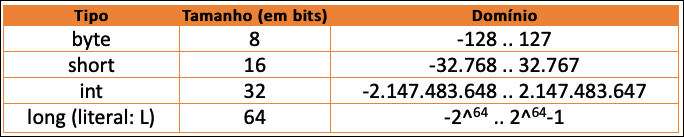 Tipo Tamanho (em bits) Domínio
byte 8 -128 .. 127
short 16 -32.768 .. 32.767
int 32 -2.147.483.648 .. 2.147.483.647
long (literal: L) 64 -2^⁶⁴ .. 2^⁶⁴-1